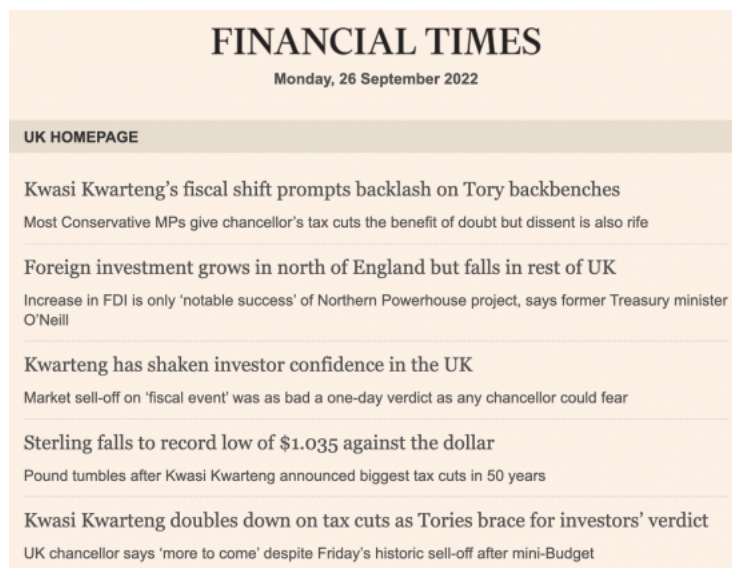 FINANCIAL TIMES
Monday, 26 September 2022
UK HOMEPAGE
Kwasi Kwarteng’s fiscal shift prompts backlash on Tory backbenches
Most Conservative MPs give chancellor’s tax cuts the benefit of doubt but dissent is also rife
Foreign investment grows in north of England but falls in rest of UK
Increase in FDI is only ‘notable success’ of Northern Powerhouse project, says former Treasury minister
O’Neill
Kwarteng has shaken investor confidence in the UK
Market sell-off on ‘fiscal event’ was as bad a one-day verdict as any chancellor could fear
Sterling falls to record low of $1.035 against the dollar
Pound tumbles after Kwasi Kwarteng announced biggest tax cuts in 50 years
Kwasi Kwarteng doubles down on tax cuts as Tories brace for investors’ verdict
UK chancellor says ‘more to come’ despite Friday’s historic sell-off after mini-Budget